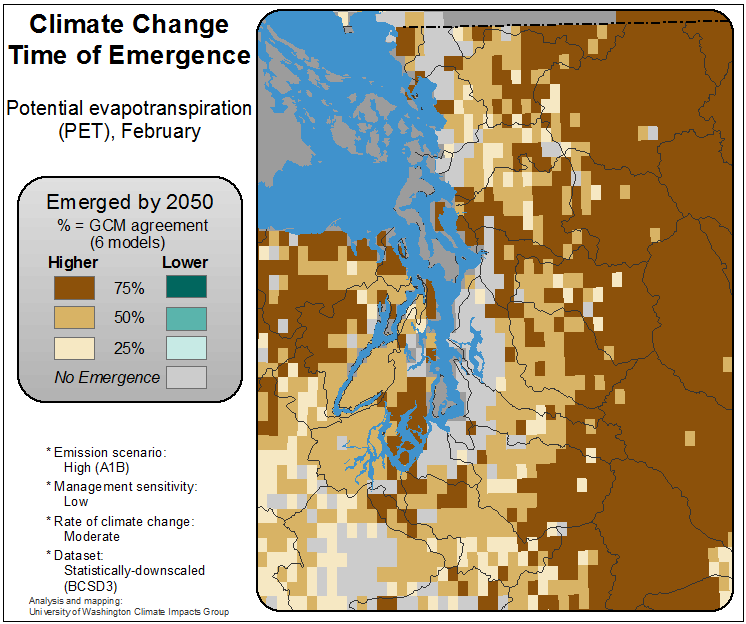 Climate Change
Time of Emergence
Potential evapotranspiration
(PET), February
Emerged by 2050
% = GCM agreement
(6 models)
Higher Lower
75%
50%
25%
No Emergence
* Emission scenario:
High (A1B)
* Management sensitivity:
Low
* Rate of climate change:
Moderate
* Dataset:
Statistically-downscaled
(BCSD3)
Analysis and mapping:
University of Washington Climate Impacts Group